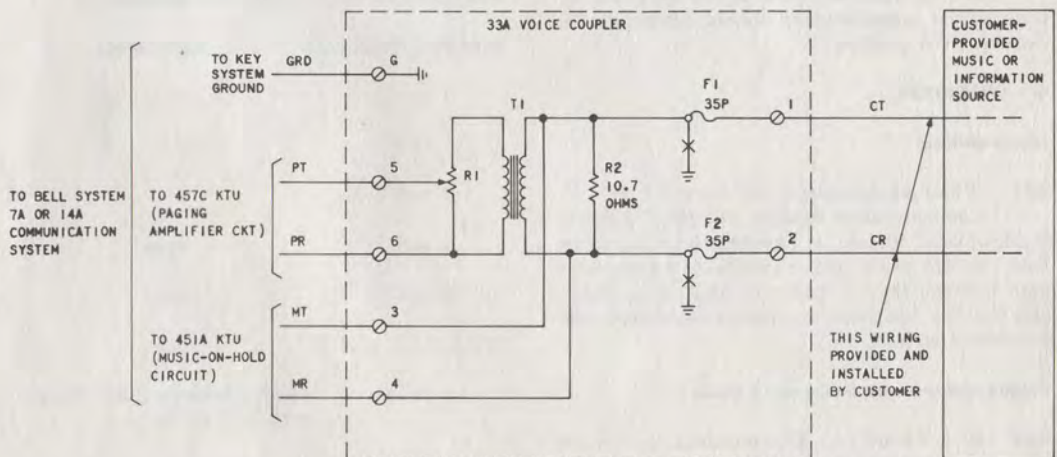 33A VOICE COUPLER
CUSTOMER-
PROVIDED
MUSIC OR
INFORMATION
SOURCE
TO KEY
SYSTEM
GROUND
GRD
G
T1
F1
35P
1
CT
TO BELL SYSTEM
7A OR 14A
COMMUNICATION
SYSTEM
TO 457C KTU
(PAGING
AMPLIFIER CKT)
PT
5
R1
R2
10.7
OHMS
PR
6
F2
35P
2
CR
TO 451A KTU
(MUSIC-ON-HOLD
CIRCUIT)
MT
3
MR
4
THIS WIRING
PROVIDED AND
INSTALLED
BY CUSTOMER